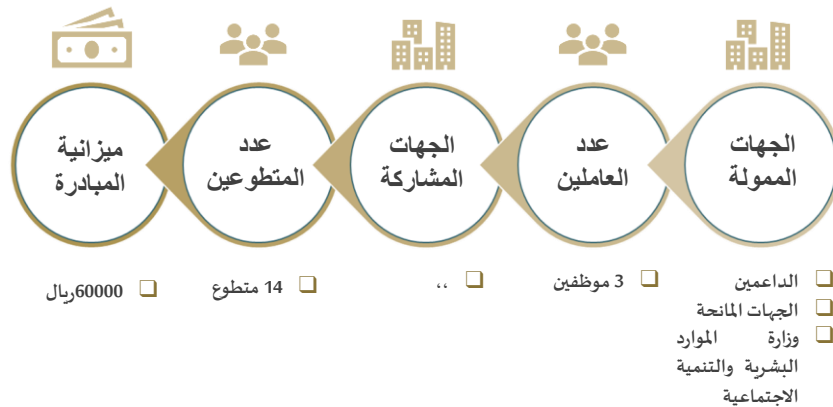 الجهات
الممولة
عدد
العاملين
الجهات
المشاركة
عدد
المتطوعين
ميزانية
المبادرة
❑ الداعمين
❑ الجهات المانحة
❑ وزارة الموارد
البشرية والتنمية
الاجتماعية
❑ 3 موظفين
❑ ،،
❑ 14 متطوع
❑ 60000ريال